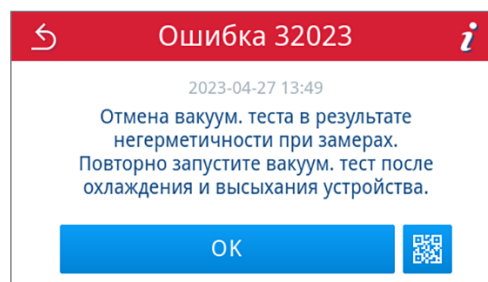 Ошибка 32023
i
2023-04-27 13:49
Отмена вакуум. теста в результате
негерметичности при замерах.
Повторно запустите вакуум. тест после
охлаждения и высыхания устройства.
OK